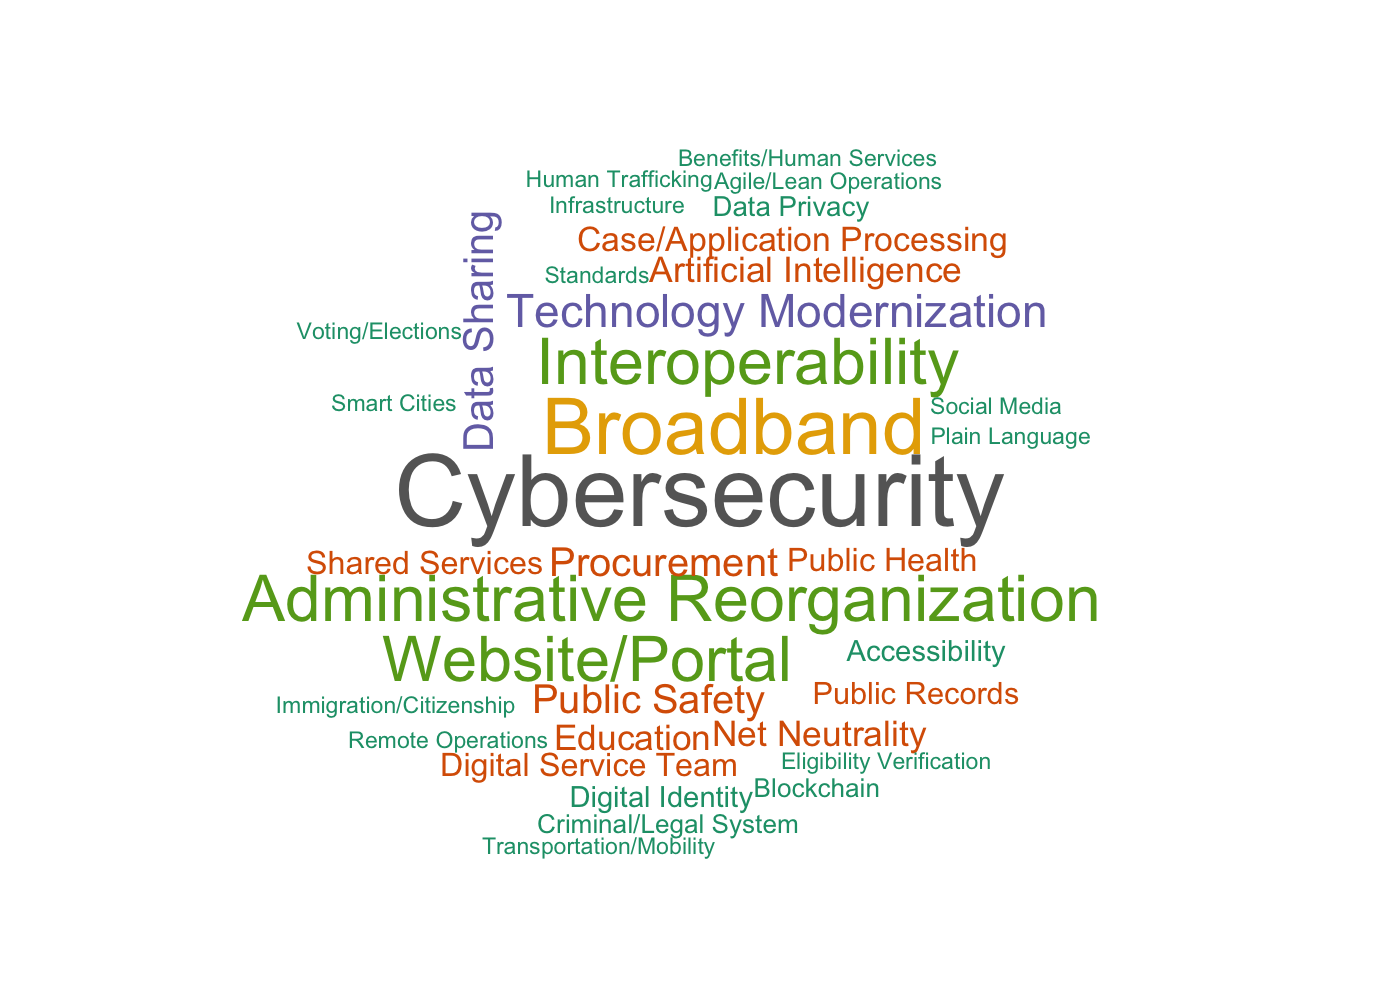 Benefits/Human Services
Human Trafficking
Agile/Lean Operations
Infrastructure
Data Privacy
Case/Application Processing
Standards
Artificial Intelligence
Data Sharing
Technology Modernization
Voting/Elections
Interoperability
Smart Cities
Broadband
Social Media
Plain Language
Cybersecurity
Shared Services
Procurement
Public Health
Administrative Reorganization
Website/Portal
Accessibility
Immigration/Citizenship
Public Safety
Public Records
Remote Operations
Education
Net Neutrality
Digital Service Team
Eligibility Verification
Digital Identity
Blockchain
Criminal/Legal System
Transportation/Mobility